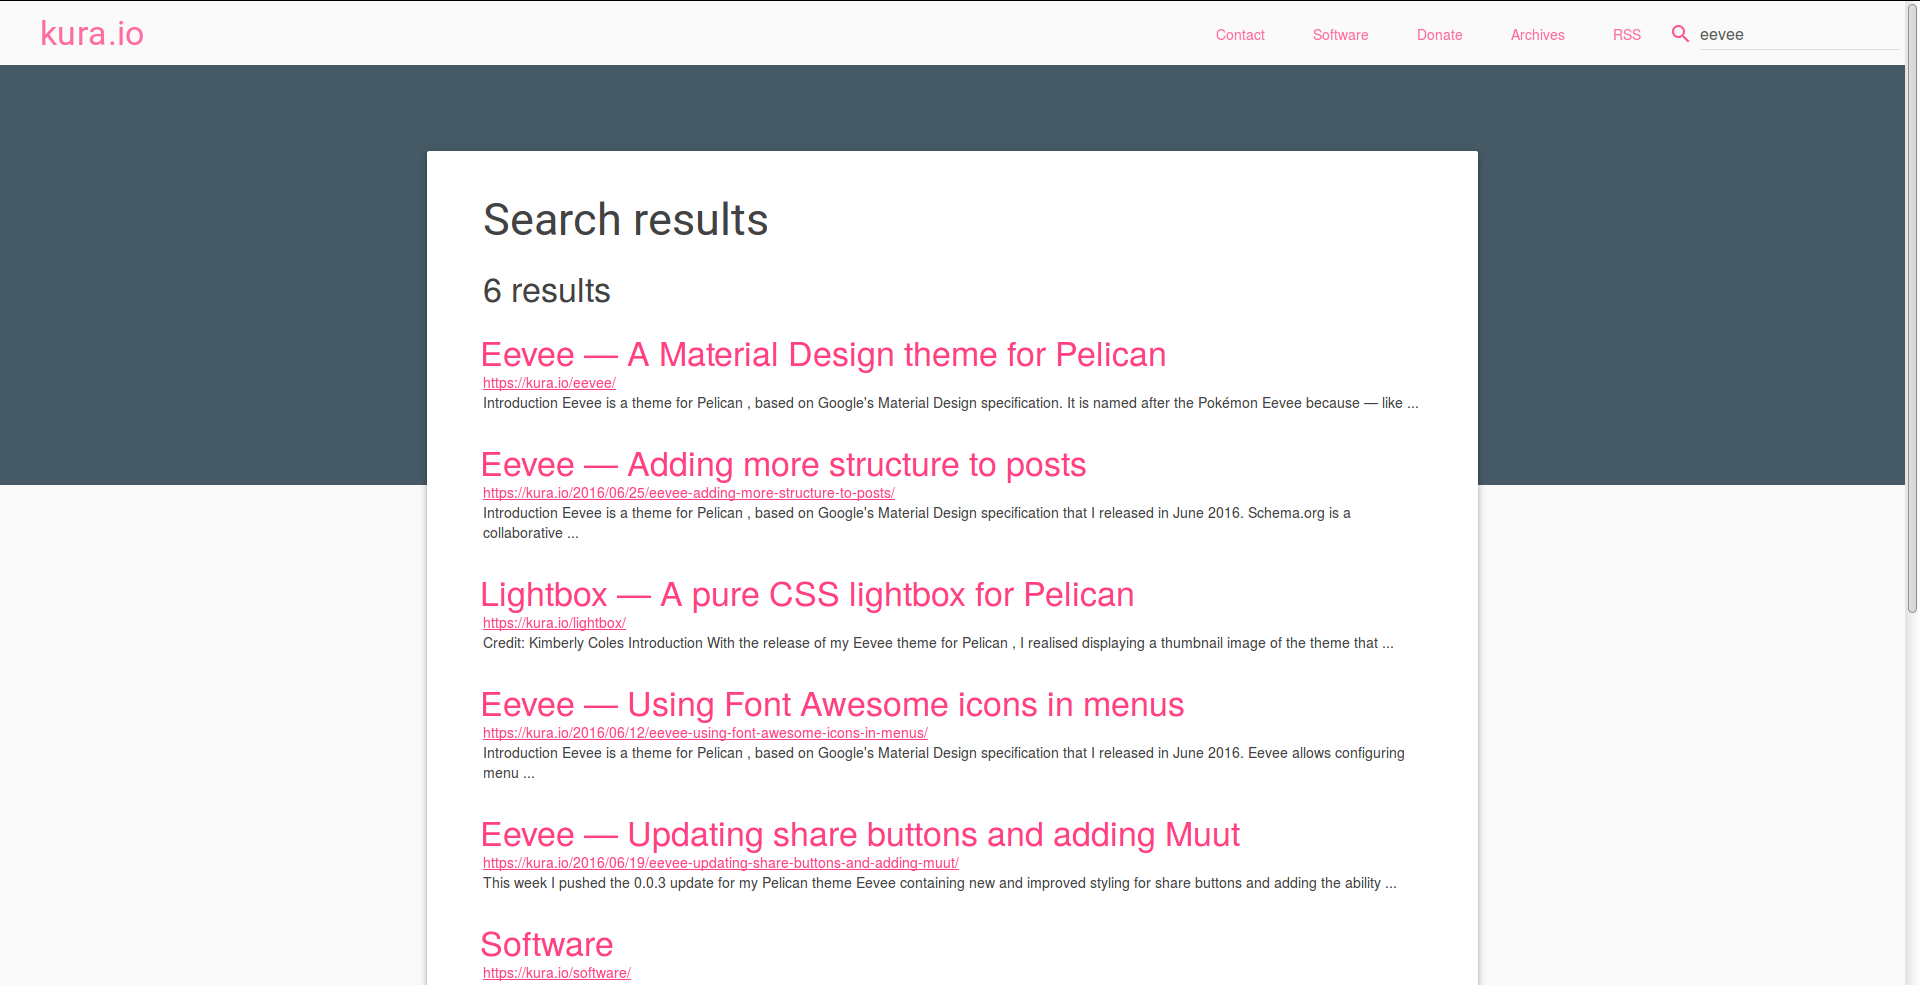 kura.io
Contact
Software
Donate
Archives
RSS
eevee
Search results
6 results
Eevee — A Material Design theme for Pelican
https://kura.io/eevee/
Introduction Eevee is a theme for Pelican , based on Google's Material Design specification. It is named after the Pokémon Eevee because — like ...
Eevee — Adding more structure to posts
https://kura.io/2016/06/25/eevee-adding-more-structure-to-posts/
Introduction Eevee is a theme for Pelican , based on Google's Material Design specification that I released in June 2016. Schema.org is a
collaborative ...
Lightbox — A pure CSS lightbox for Pelican
https://kura.io/lightbox/
Credit: Kimberly Coles Introduction With the release of my Eevee theme for Pelican , I realised displaying a thumbnail image of the theme that ...
Eevee — Using Font Awesome icons in menus
https://kura.io/2016/06/12/eevee-using-font-awesome-icons-in-menus/
Introduction Eevee is a theme for Pelican , based on Google's Material Design specification that I released in June 2016. Eevee allows configuring
menu ...
Eevee — Updating share buttons and adding Muut
https://kura.io/2016/06/19/eevee-updating-share-buttons-and-adding-muut/
This week I pushed the 0.0.3 update for my Pelican theme Eevee containing new and improved styling for share buttons and adding the ability ...
Software
https://kura.io/software/